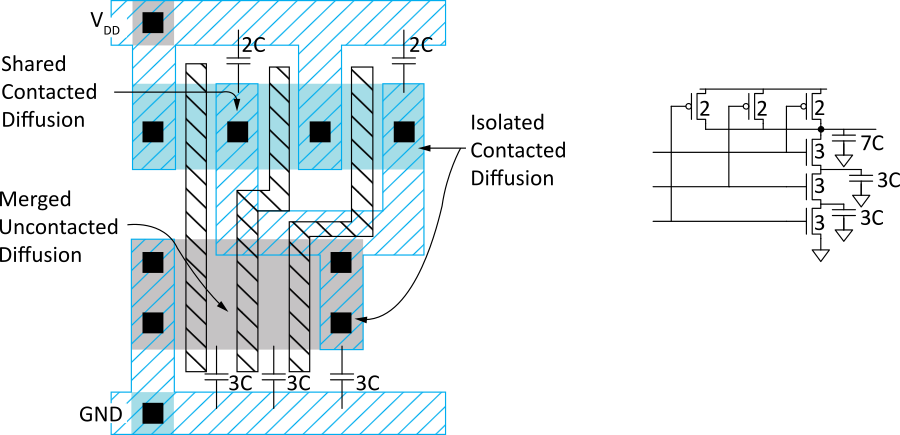 VDD
2C
2C
Shared
Contacted
Diffusion
Isolated
Contacted
Diffusion
Merged
Uncontacted
Diffusion
3C
3C
3C
GND
2
2
2
7C
3
3C
3
3C
3